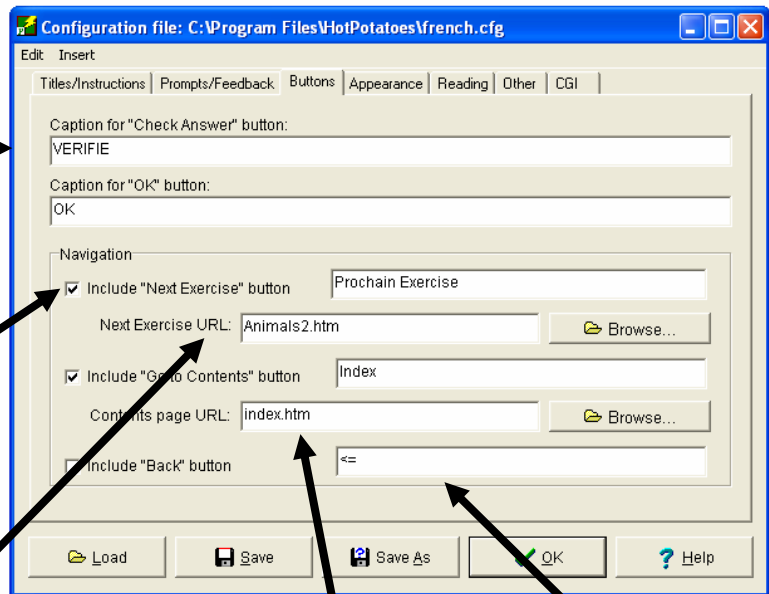 Configuration file: C:\Program Files\HotPotatoes\french.cfg
Edit Insert
Titles/Instructions Prompts/Feedback Buttons Appearance Reading Other CGI
Caption for "Check Answer" button:
VERIFIE
Caption for "OK" button:
OK
Navigation
Include "Next Exercise" button Prochain Exercise
Next Exercise URL: Animals2.htm Browse...
Include "Go to Contents" button Index
Contents page URL: index.htm Browse...
Include "Back" button <=
Load Save Save As OK Help